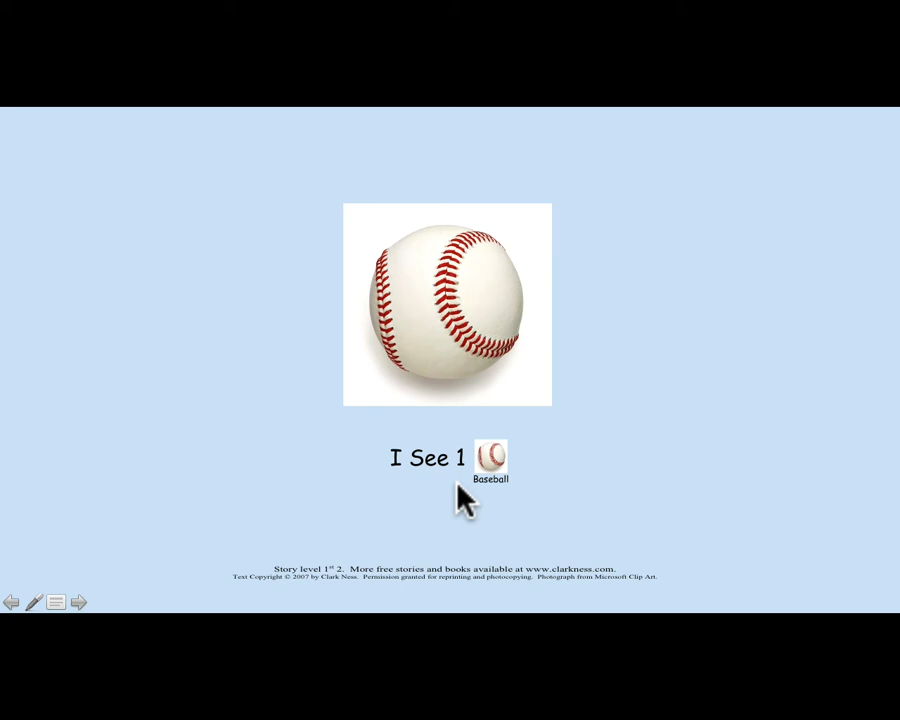 I See 1
Baseball
Story level 1st 2. More free stories and books available at www.clarkness.com.
Text Copyright © 2007 by Clark Ness. Permission granted for reprinting and photocopying. Photograph from Microsoft Clip Art.